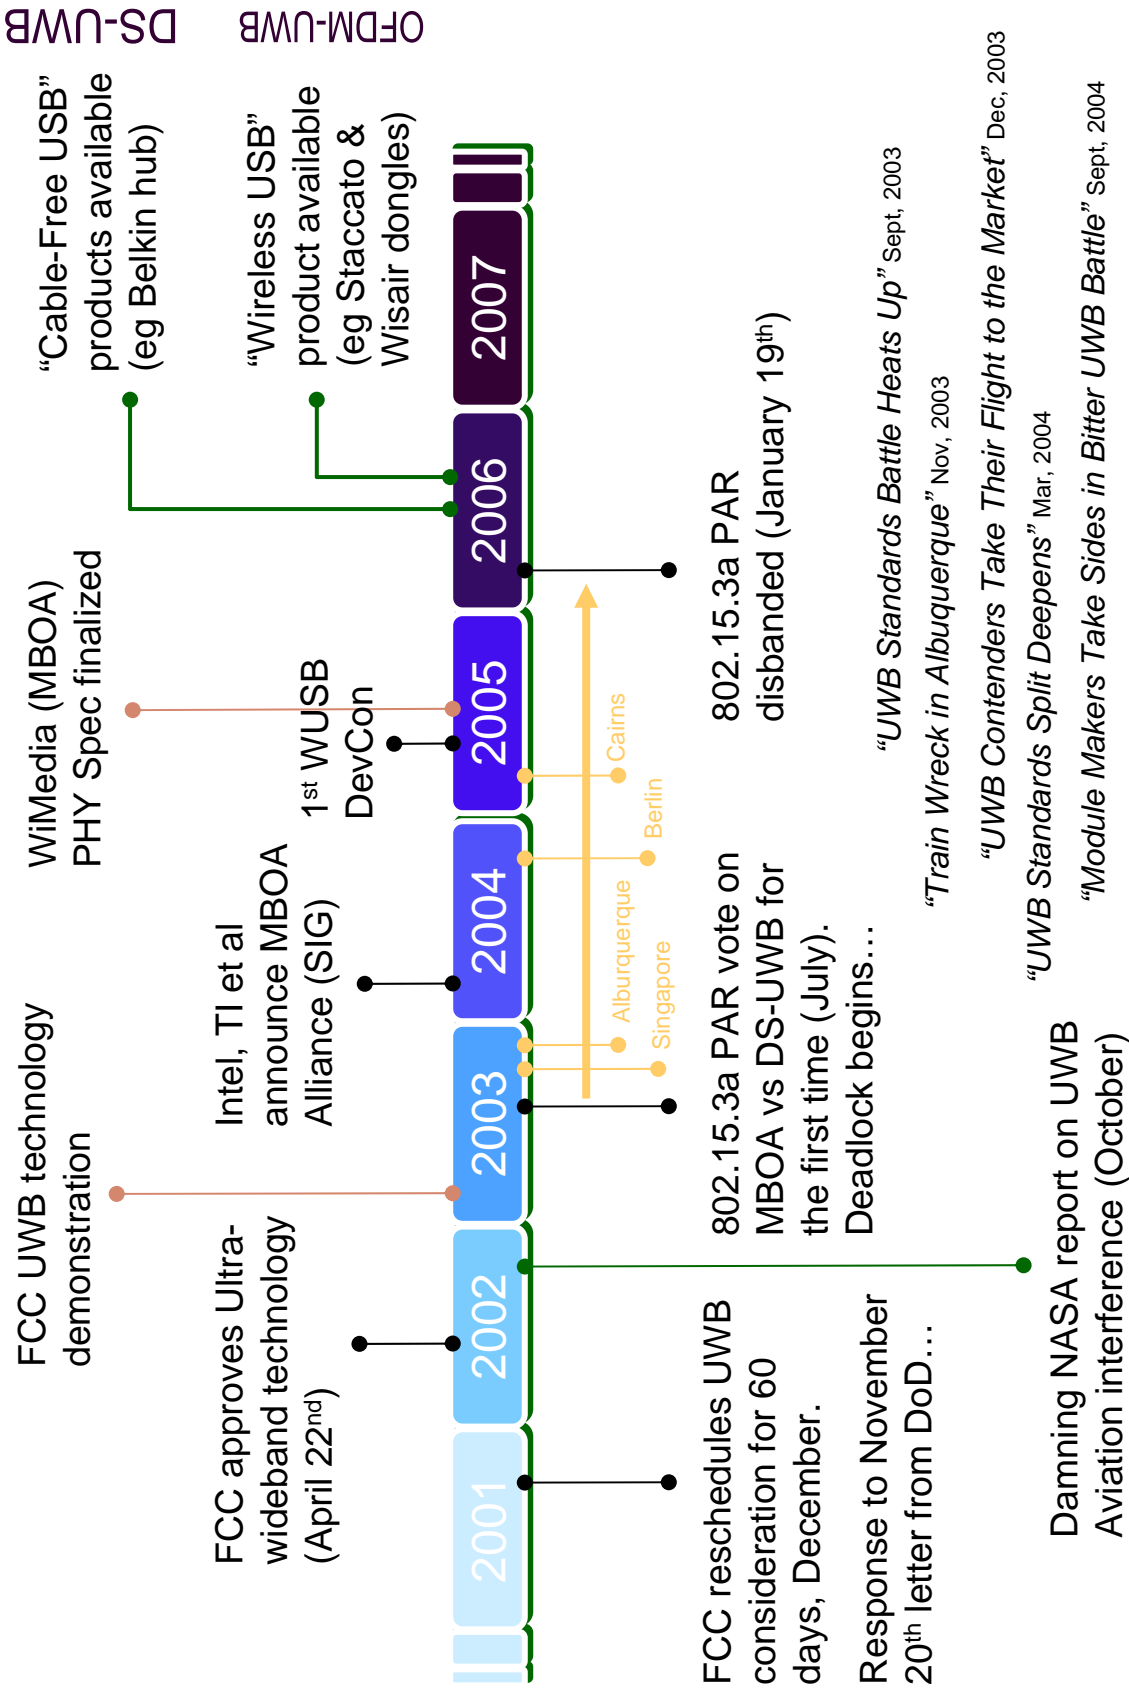 FCC UWB technology
demonstration
WiMedia (MBOA)
PHY Spec finalized
“Cable-Free USB”
products available
(eg Belkin hub)
DS-UWB
FCC approves Ultra-
wideband technology
(April 22nd)
Intel, TI et al
announce MBOA
Alliance (SIG)
1st WUSB
DevCon
“Wireless USB”
product available
(eg Staccato &
Wisair dongles)
OFDM-UWB
2001
2002
2003
2004
2005
2006
2007
Singapore
Alburquerque
Berlin
Cairns
FCC reschedules UWB
consideration for 60
days, December.
Response to November
20th letter from DoD…
802.15.3a PAR vote on
MBOA vs DS-UWB for
the first time (July).
Deadlock begins…
802.15.3a PAR
disbanded (January 19th)
Damning NASA report on UWB
Aviation interference (October)
“UWB Standards Battle Heats Up” Sept, 2003
“Train Wreck in Albuquerque” Nov, 2003
“UWB Contenders Take Their Flight to the Market” Dec, 2003
“UWB Standards Split Deepens” Mar, 2004
“Module Makers Take Sides in Bitter UWB Battle” Sept, 2004